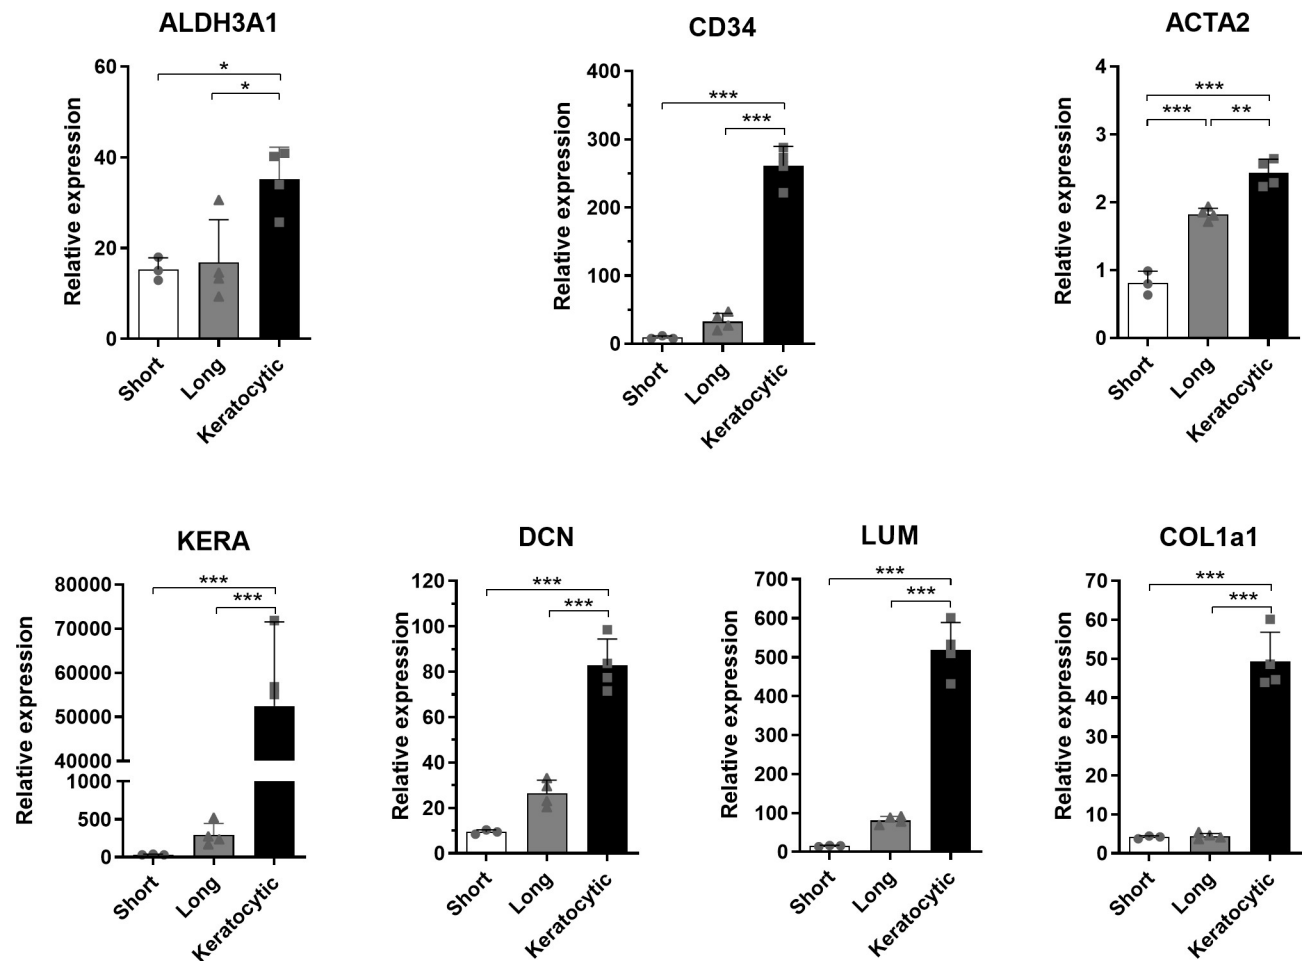 ALDH3A1
Relative expression
60
40
20
0
*
*
Short
Long
Keratocytic
CD34
Relative expression
400
300
200
100
0
***
***
Short
Long
Keratocytic
ACTA2
Relative expression
4
3
2
1
0
***
***
**
Short
Long
Keratocytic
KERA
Relative expression
80000
70000
60000
50000
40000
1000
500
0
***
***
Short
Long
Keratocytic
DCN
Relative expression
120
100
80
60
40
20
0
***
***
Short
Long
Keratocytic
LUM
Relative expression
700
600
500
400
300
200
100
0
***
***
Short
Long
Keratocytic
COL1a1
Relative expression
70
60
50
40
30
20
10
0
***
***
Short
Long
Keratocytic